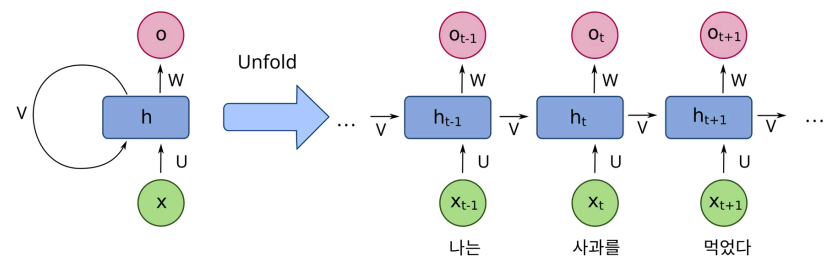 o
o_{t-1}
o_t
o_{t+1}
Unfold
W
W
W
W
V
h
...
V
h_{t-1}
V
h_t
V
h_{t+1}
V
...
U
U
U
U
x
x_{t-1}
x_t
x_{t+1}
나는
사과를
먹었다